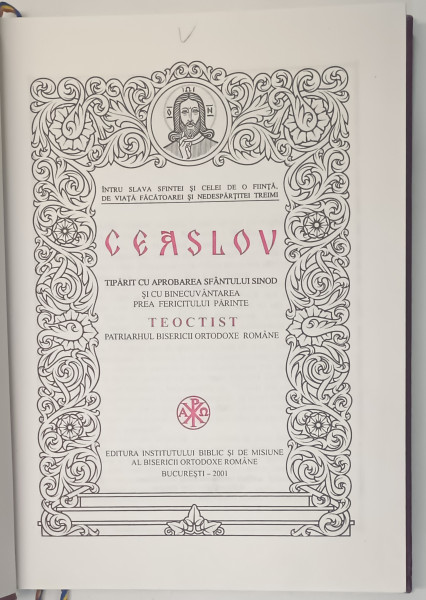 ÎNTRU SLAVA SFINTEI ȘI CELEI DE O FIINȚĂ,
DE VIAȚĂ FĂCĂTOAREI ȘI NEDESPĂRȚITEI TREIMI
CEASLOV
TIPĂRIT CU APROBAREA SFÂNTULUI SINOD
ȘI CU BINECUVÂNTAREA
PREA FERICITULUI PĂRINTE
TEOCTIST
PATRIARHUL BISERICII ORTODOXE ROMÂNE
Α Ω
EDITURA INSTITUTULUI BIBLIC ȘI DE MISIUNE
AL BISERICII ORTODOXE ROMÂNE
BUCUREȘTI – 2001